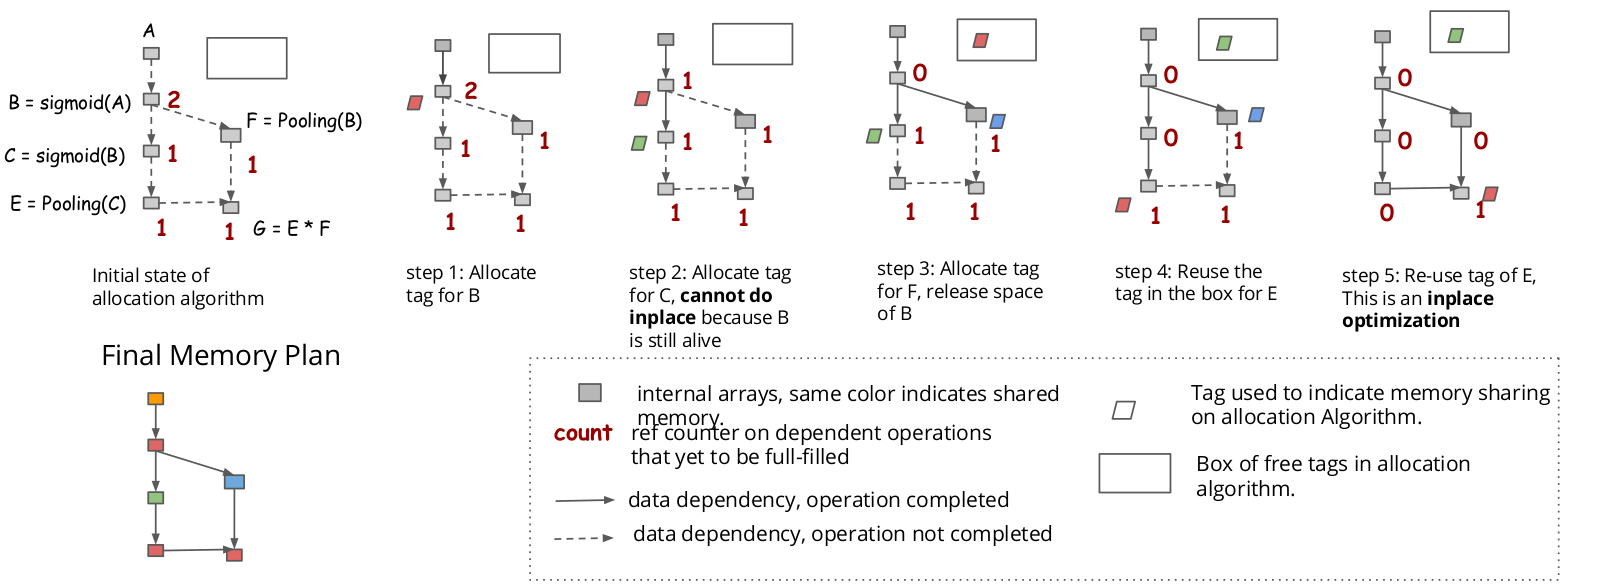 A
B = sigmoid(A)
2
F = Pooling(B)
C = sigmoid(B)
1
1
E = Pooling(C)
1
1
G = E * F
Initial state of
allocation algorithm
2
1
1
1
1
step 1: Allocate
tag for B
1
1
1
1
1
step 2: Allocate tag
for C, cannot do
inplace because B
is still alive
0
1
1
1
1
step 3: Allocate tag
for F, release space
of B
0
0
1
1
1
step 4: Reuse the
tag in the box for E
0
0
0
0
1
step 5: Re-use tag of E,
This is an inplace
optimization
Final Memory Plan
internal arrays, same color indicates shared
memory.
count ref counter on dependent operations
that yet to be full-filled
data dependency, operation completed
data dependency, operation not completed
Tag used to indicate memory sharing
on allocation Algorithm.
Box of free tags in allocation
algorithm.